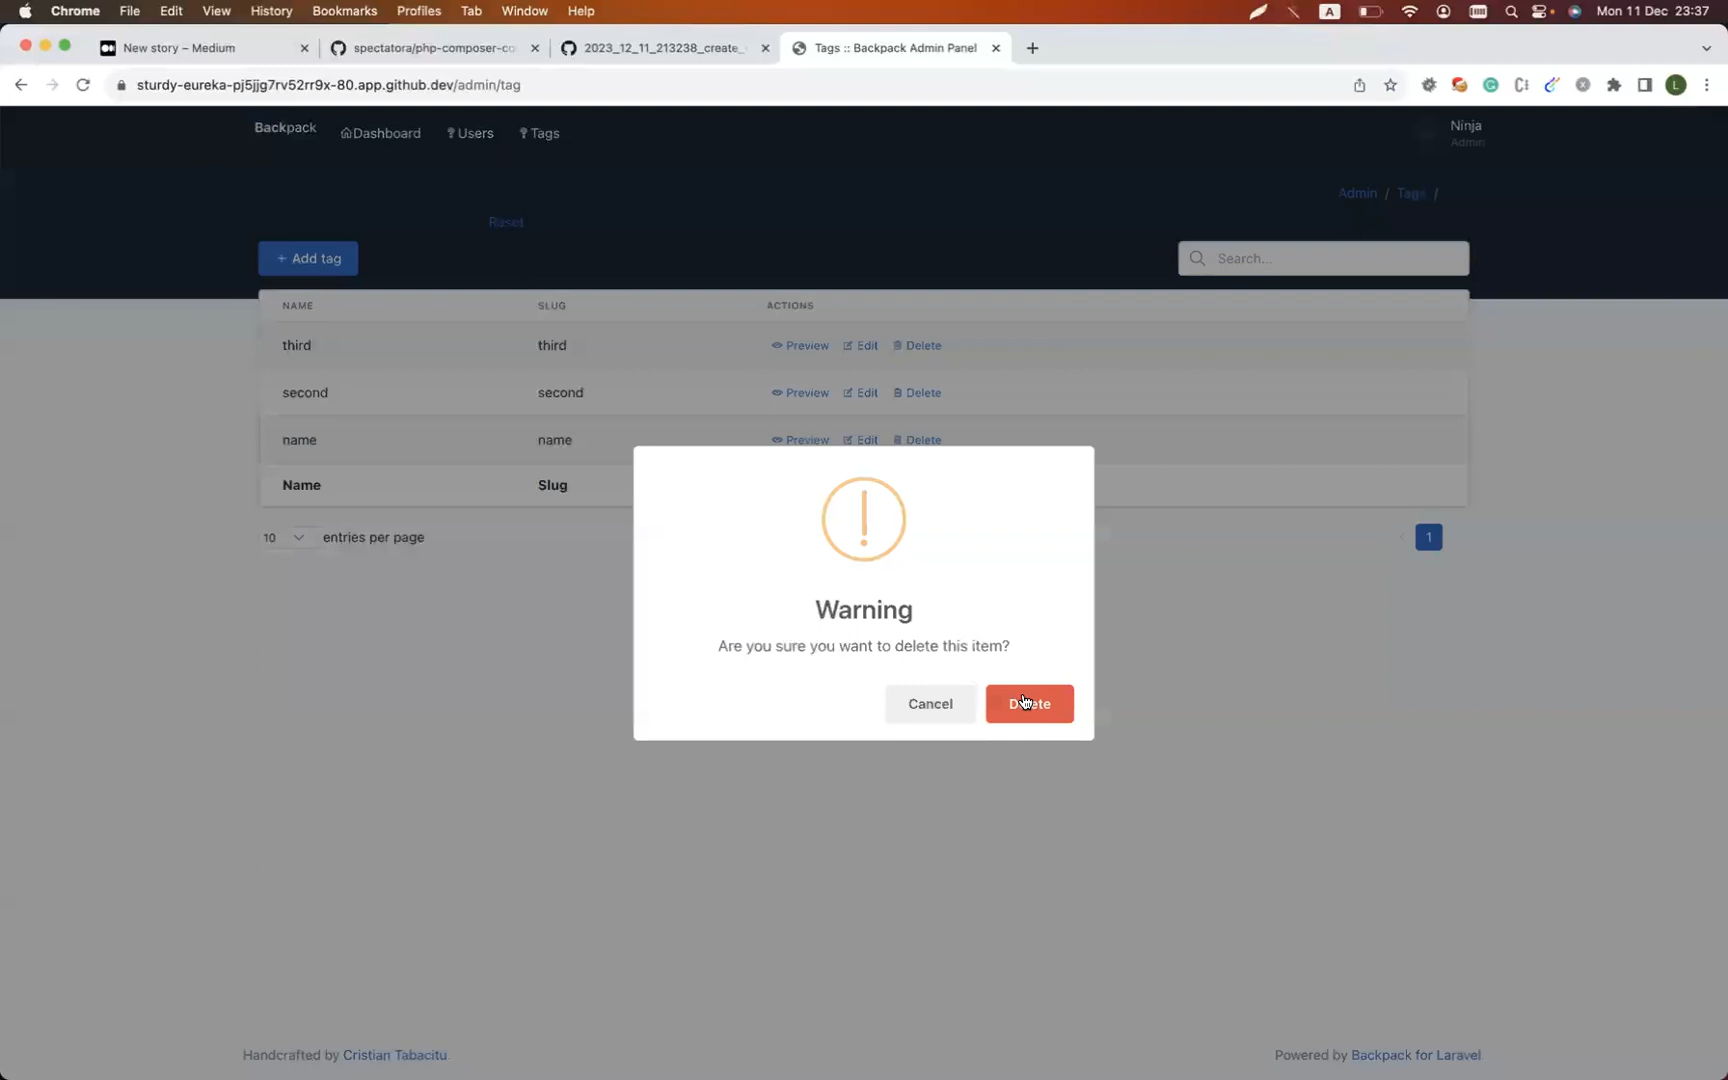 Chrome File Edit View History Bookmarks Profiles Tab Window Help A Mon 11 Dec 23:37
New story – Medium spectatora/php-composer-co 2023_12_11_213238_create_ Tags :: Backpack Admin Panel
sturdy-eureka-pj5jjg7rv52rr9x-80.app.github.dev/admin/tag L
Backpack Dashboard Users Tags Ninja
Admin
Admin / Tags /
Reset
+ Add tag Search...
NAME SLUG ACTIONS
third third Preview Edit Delete
second second Preview Edit Delete
name name Preview Edit Delete
Name Slug
10 entries per page 1
Warning
Are you sure you want to delete this item?
Cancel Delete
Handcrafted by Cristian Tabacitu Powered by Backpack for Laravel